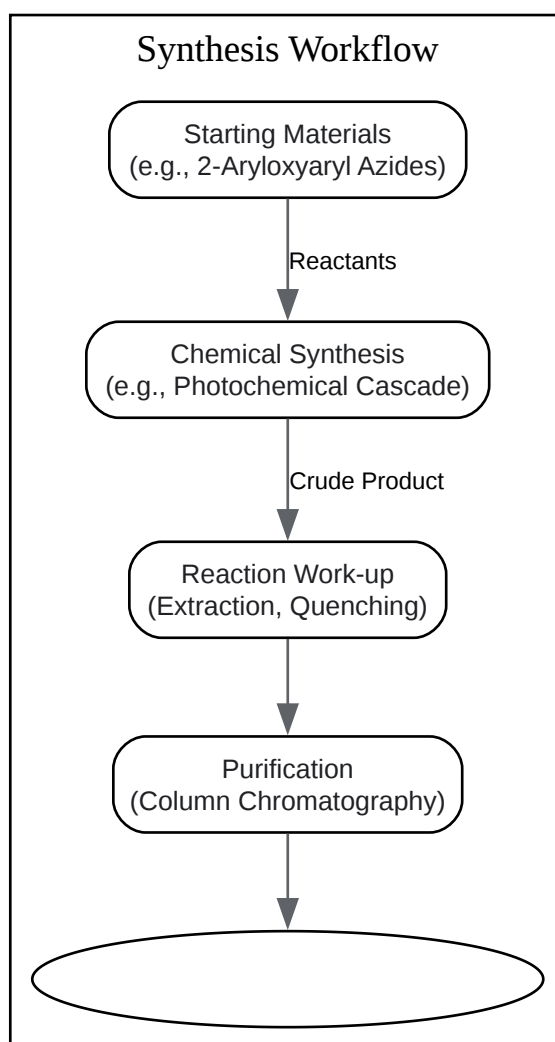 Synthesis Workflow
Starting Materials
(e.g., 2-Aryloxyaryl Azides)
Reactants
Chemical Synthesis
(e.g., Photochemical Cascade)
Crude Product
Reaction Work-up
(Extraction, Quenching)
Purification
(Column Chromatography)